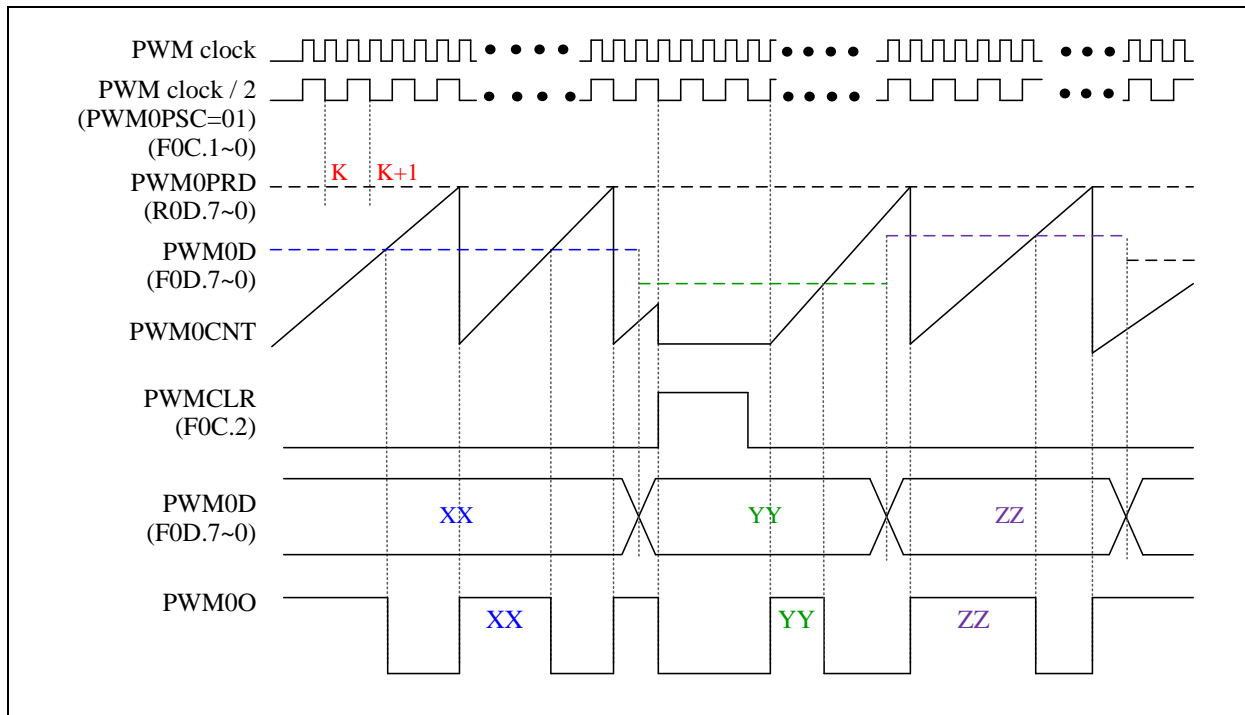 PWM clock
PWM clock / 2
(PWM0PSC=01)
(F0C.1~0)
K K+1
PWM0PRD
(R0D.7~0)
PWM0D
(F0D.7~0)
PWM0CNT
PWMCLR
(F0C.2)
PWM0D
(F0D.7~0)
XX YY ZZ
PWM0O
XX YY ZZ